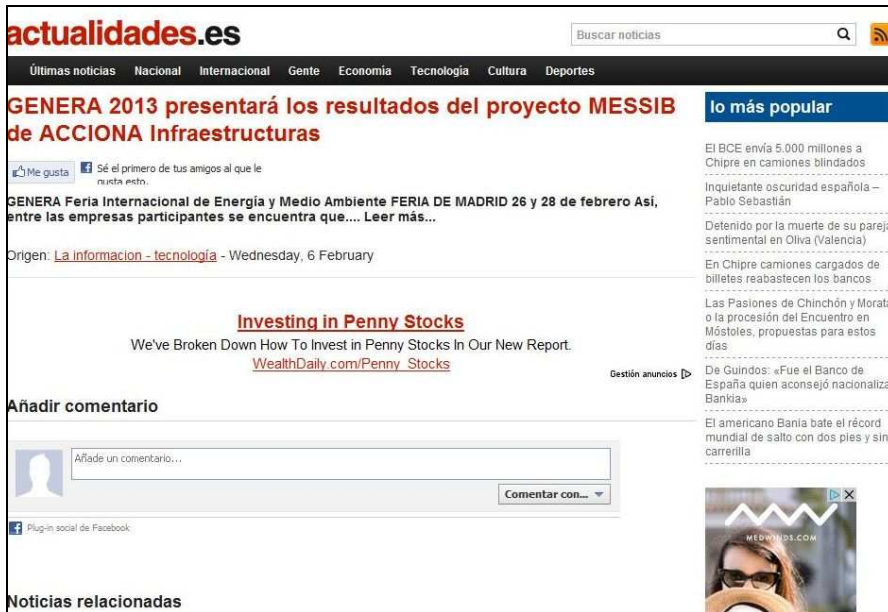 actualidades.es
Buscar noticias
Últimas noticias Nacional Internacional Gente Economía Tecnología Cultura Deportes
GENERA 2013 presentará los resultados del proyecto MESSIB
de ACCIONA Infraestructuras
Me gusta
Sé el primero de tus amigos al que le
gusta esto.
GENERA Feria Internacional de Energía y Medio Ambiente FERIA DE MADRID 26 y 28 de febrero Así,
entre las empresas participantes se encuentra que.... Leer más...
Origen: La informacion - tecnología - Wednesday, 6 February
Investing in Penny Stocks
We've Broken Down How To Invest in Penny Stocks In Our New Report.
WealthDaily.com/Penny_Stocks
Gestión anuncios
Añadir comentario
Añade un comentario...
Comentar con...
Plug-in social de Facebook
Noticias relacionadas
lo más popular
El BCE envía 5.000 millones a
Chipre en camiones blindados
Inquietante oscuridad española –
Pablo Sebastián
Detenido por la muerte de su pareja
sentimental en Oliva (Valencia)
En Chipre camiones cargados de
billetes reabastecen los bancos
Las Pasiones de Chinchón y Morata
o la procesión del Encuentro en
Móstoles, propuestas para estos
días
De Guindos: «Fue el Banco de
España quien aconsejó nacionaliza
Bankia»
El americano Bania bate el récord
mundial de salto con dos pies y sin
carrerilla
MEDWINDS.COM